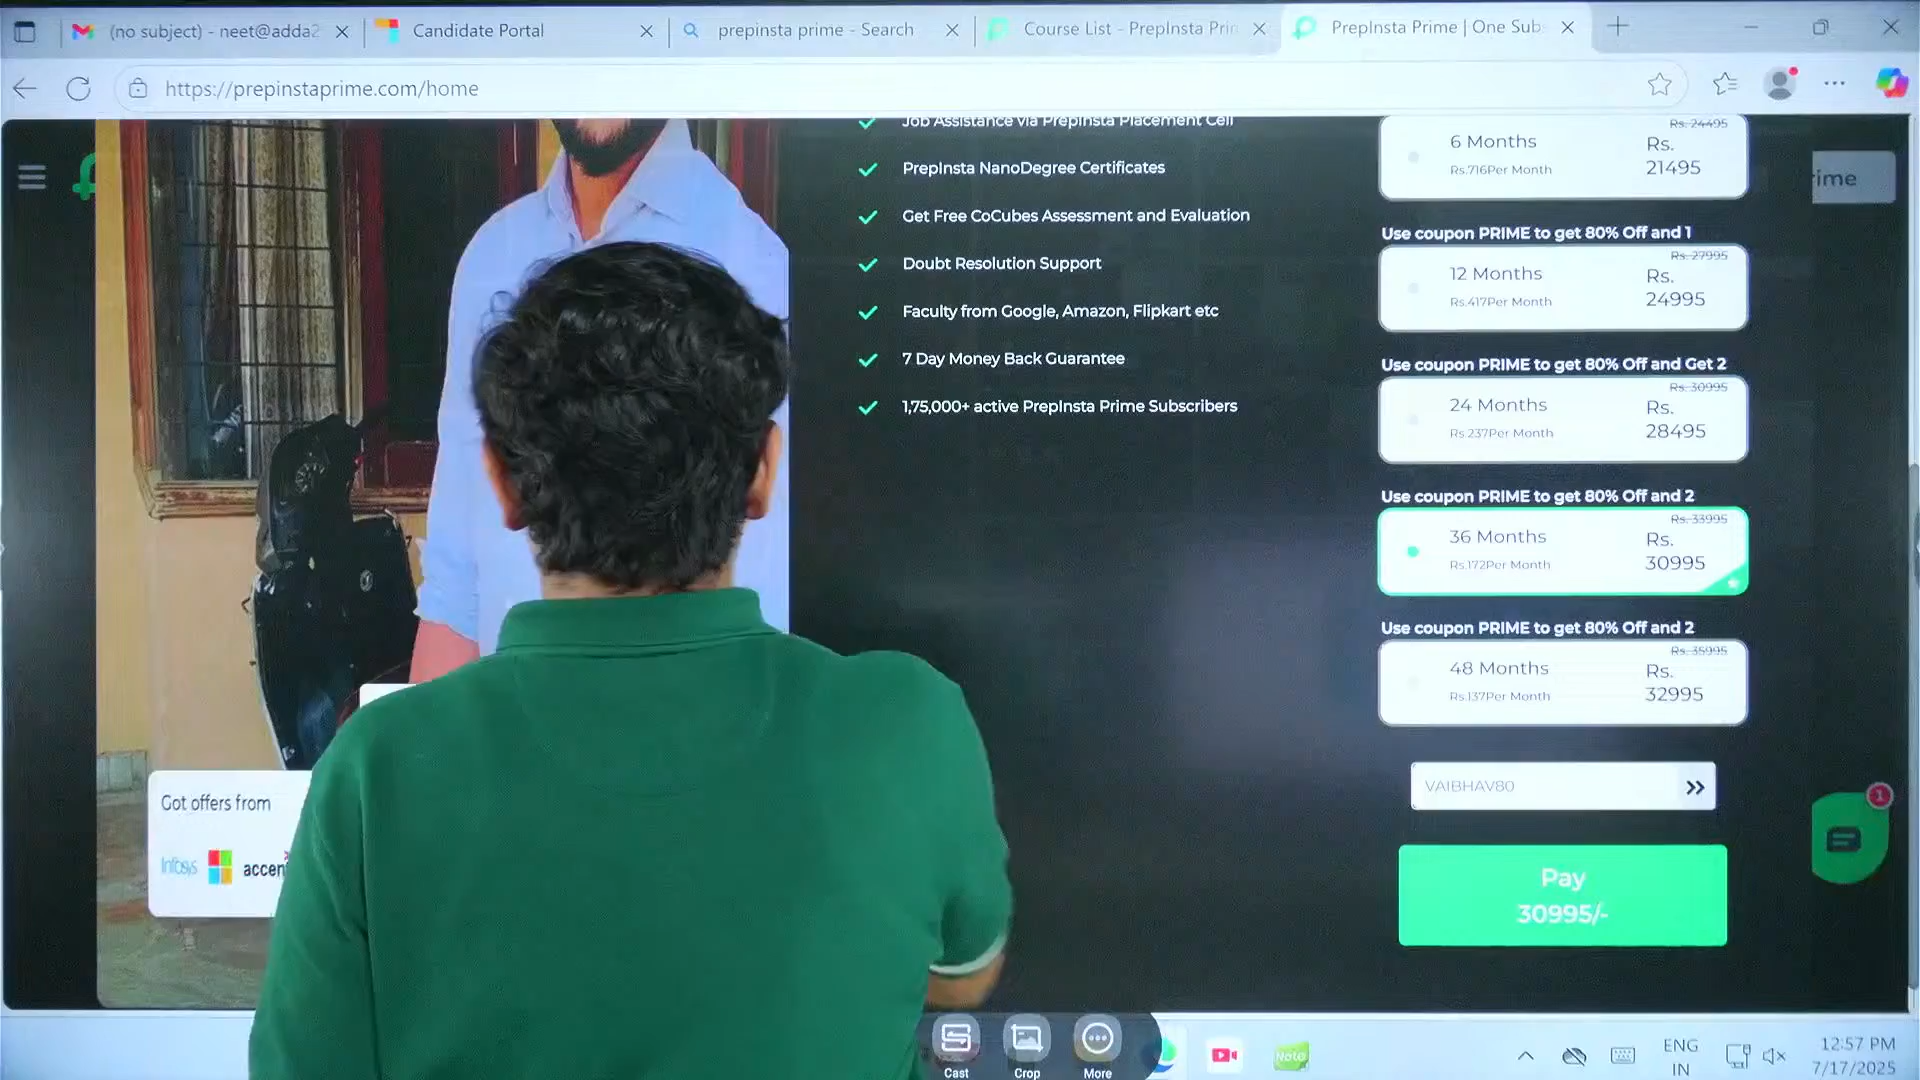 (no subject) - neet@adda2
Candidate Portal
prepinsta prime - Search
Course List - PrepInsta Prim
PrepInsta Prime | One Sub
https://prepinstaprime.com/home
Job Assistance via PrepInsta Placement Cell
PrepInsta NanoDegree Certificates
Get Free CoCubes Assessment and Evaluation
Doubt Resolution Support
Faculty from Google, Amazon, Flipkart etc
7 Day Money Back Guarantee
1,75,000+ active PrepInsta Prime Subscribers
Rs. 24495
6 Months
Rs.
21495
Rs.716Per Month
rime
Use coupon PRIME to get 80% Off and 1
Rs. 27995
12 Months
Rs.
24995
Rs.417Per Month
Use coupon PRIME to get 80% Off and Get 2
Rs. 30995
24 Months
Rs.
28495
Rs.237Per Month
Use coupon PRIME to get 80% Off and 2
Rs. 33995
36 Months
Rs.
30995
Rs.172Per Month
Use coupon PRIME to get 80% Off and 2
Rs. 35995
48 Months
Rs.
32995
Rs.137Per Month
VAIBHAV80
Pay
30995/-
1
Got offers from
Infosys
accen
Cast
Crop
More
Note
ENG
IN
12:57 PM
7/17/2025